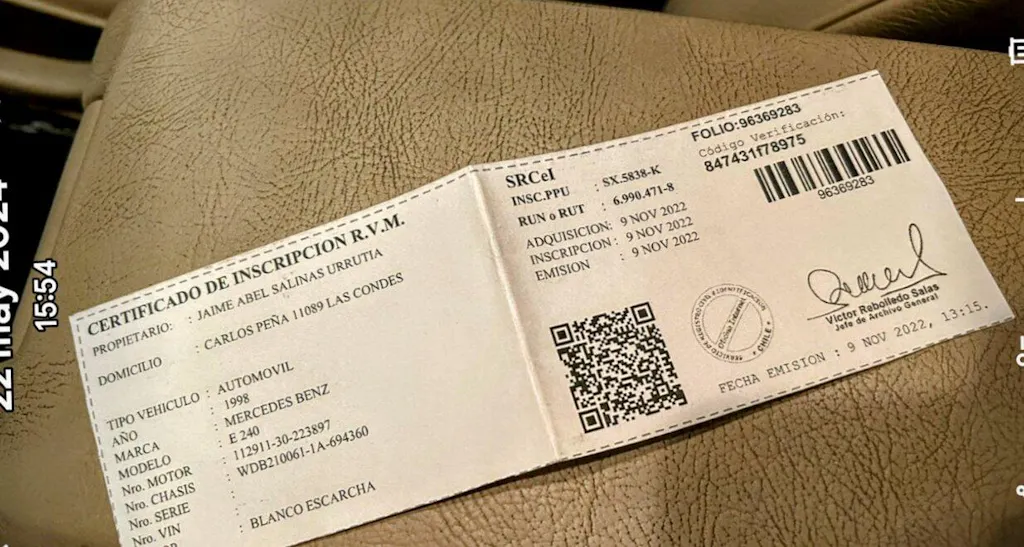 22 may 2024
15:54
CERTIFICADO DE INSCRIPCION R.V.M.
PROPIETARIO: : JAIME ABEL SALINAS URRUTIA
DOMICILIO : CARLOS PEÑA 11089 LAS CONDES
TIPO VEHICULO : AUTOMOVIL
AÑO : 1998
MARCA : MERCEDES BENZ
MODELO : E 240
Nro. MOTOR : 112911-30-223897
Nro. CHASIS : WDB210061-1A-694360
Nro. SERIE :
Nro. VIN :
: BLANCO ESCARCHA
SRCeI
INSC.PPU : SX.5838-K
RUN o RUT : 6.990.471-8
ADQUISICION: 9 NOV 2022
INSCRIPCION : 9 NOV 2022
EMISION : 9 NOV 2022
FOLIO:96369283
Código Verificación:
847431f78975
96369283
Victor Rebolledo Salas
Jefe de Archivo General
FECHA EMISION : 9 NOV 2022, 13:15.